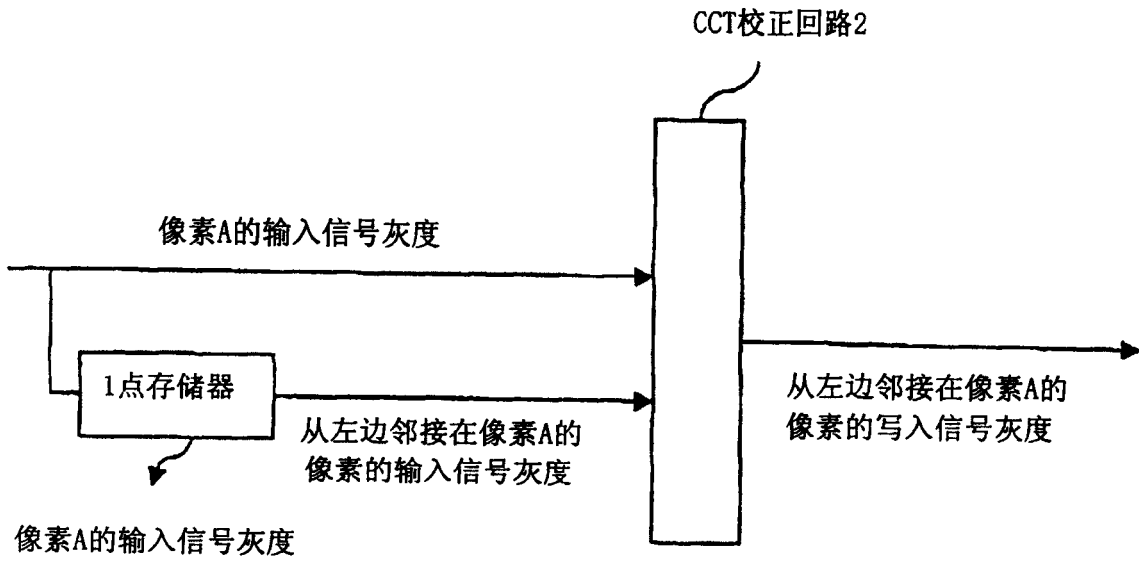 CCT校正回路2
像素A的输入信号灰度
1点存储器
从左边邻接在像素A的
像素的输入信号灰度
从左边邻接在像素A的
像素的写入信号灰度
像素A的输入信号灰度